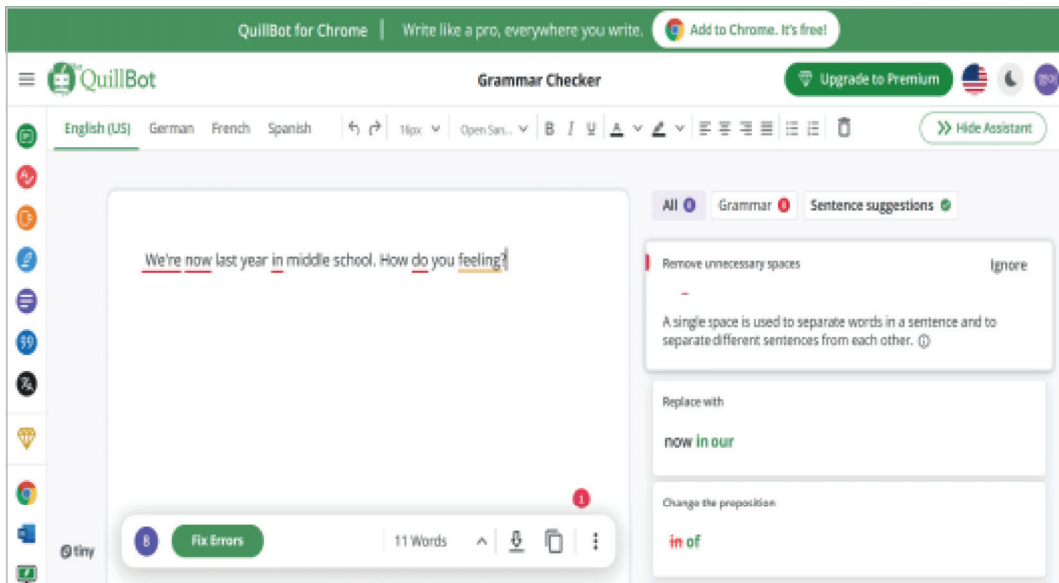 QuillBot for Chrome | Write like a pro, everywhere you write. Add to Chrome. It's free!
QuillBot Grammar Checker Upgrade to Premium
English (US) German French Spanish 16px Open San... B I U A Hide Assistant
All 8 Grammar 8 Sentence suggestions
We're now last year in middle school. How do you feeling?
Remove unnecessary spaces Ignore
A single space is used to separate words in a sentence and to
separate different sentences from each other.
Replace with
now in our
Change the preposition
in of
1
8 Fix Errors 11 Words
tiny